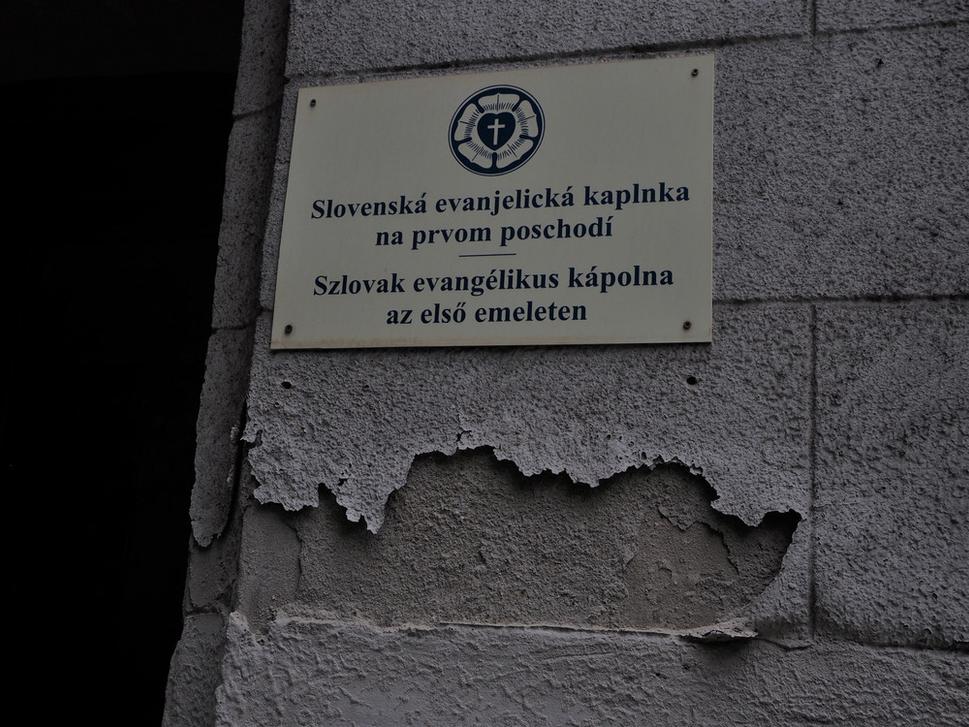 Slovenská evanjelická kaplnka
na prvom poschodí
Szlovak evangélikus kápolna
az első emeleten